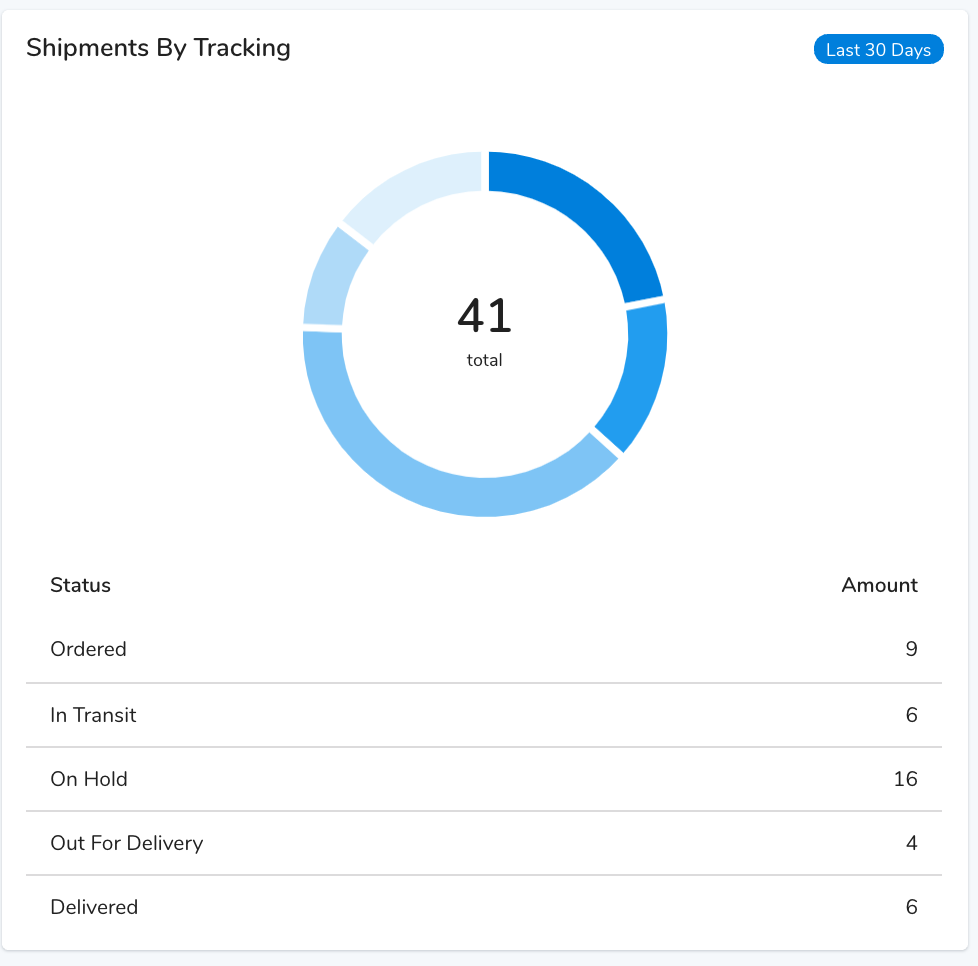 Shipments By Tracking
Last 30 Days
41
total
Status Amount
Ordered 9
In Transit 6
On Hold 16
Out For Delivery 4
Delivered 6